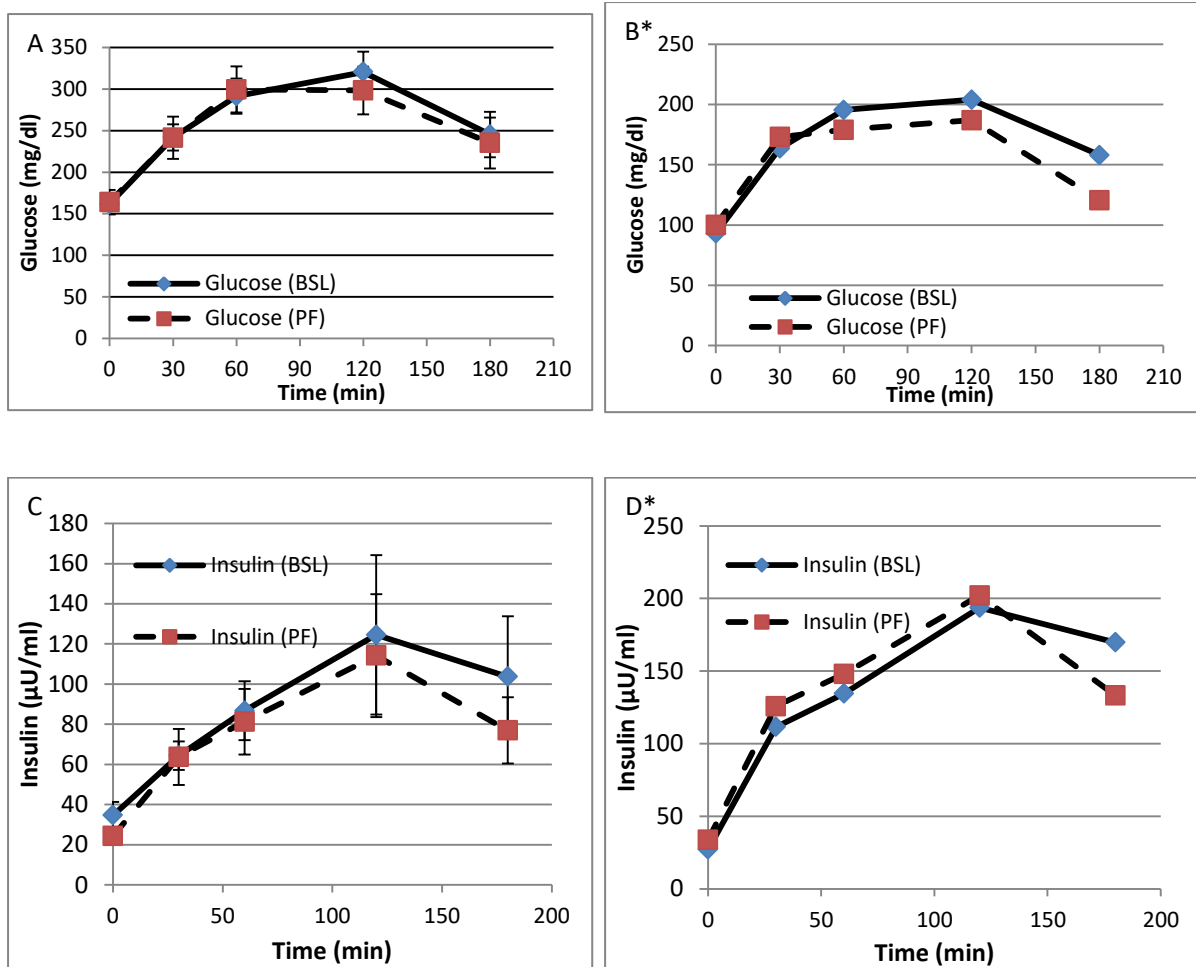 A
350
300
250
200
150
100
50
0
Glucose (mg/dl)
Glucose (BSL)
Glucose (PF)
0 30 60 90 120 150 180 210
Time (min)
B*
250
200
150
100
50
0
Glucose (mg/dl)
Glucose (BSL)
Glucose (PF)
0 30 60 90 120 150 180 210
Time (min)
C
180
160
140
120
100
80
60
40
20
0
Insulin (µU/ml)
Insulin (BSL)
Insulin (PF)
0 50 100 150 200
Time (min)
D*
250
200
150
100
50
0
Insulin (µU/ml)
Insulin (BSL)
Insulin (PF)
0 50 100 150 200
Time (min)